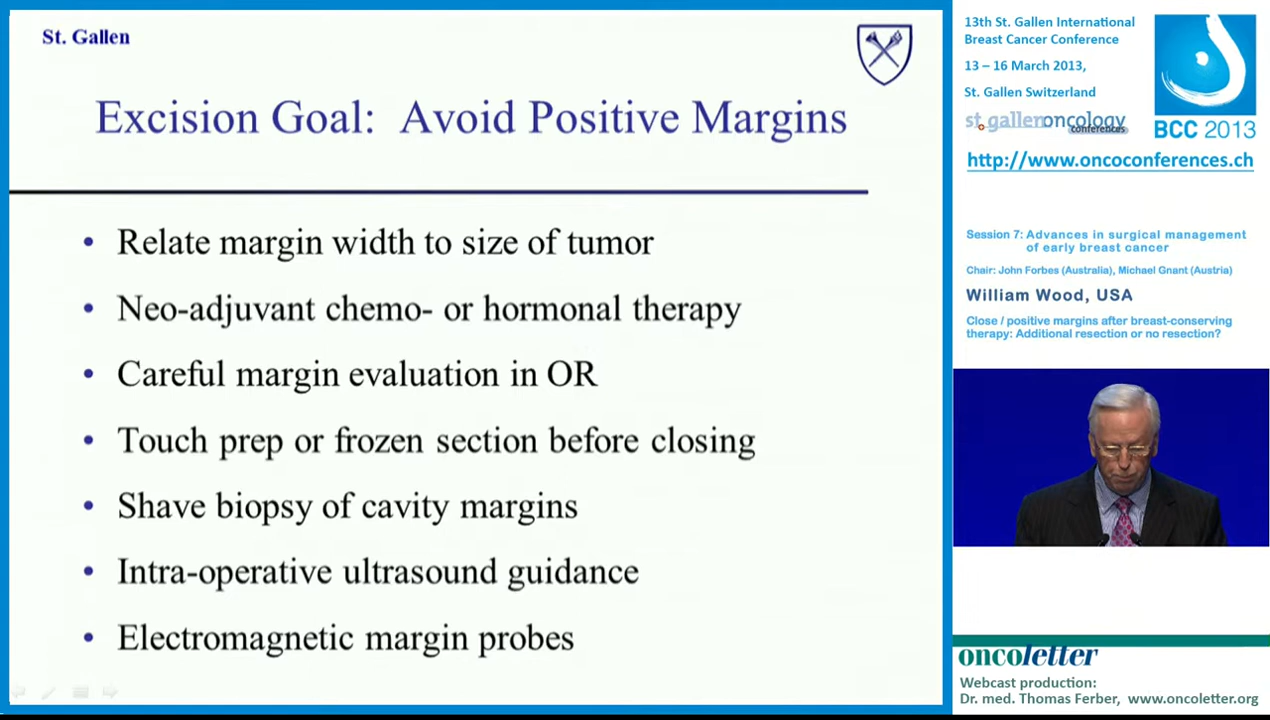 St. Gallen
Excision Goal: Avoid Positive Margins
• Relate margin width to size of tumor
• Neo-adjuvant chemo- or hormonal therapy
• Careful margin evaluation in OR
• Touch prep or frozen section before closing
• Shave biopsy of cavity margins
• Intra-operative ultrasound guidance
• Electromagnetic margin probes
13th St. Gallen International
Breast Cancer Conference
13 – 16 March 2013,
St. Gallen Switzerland
st.gallenoncology
conferences
BCC 2013
http://www.oncoconferences.ch
Session 7: Advances in surgical management
of early breast cancer
Chair: John Forbes (Australia), Michael Gnant (Austria)
William Wood, USA
Close / positive margins after breast-conserving
therapy: Additional resection or no resection?
oncoletter
Webcast production:
Dr. med. Thomas Ferber, www.oncoletter.org